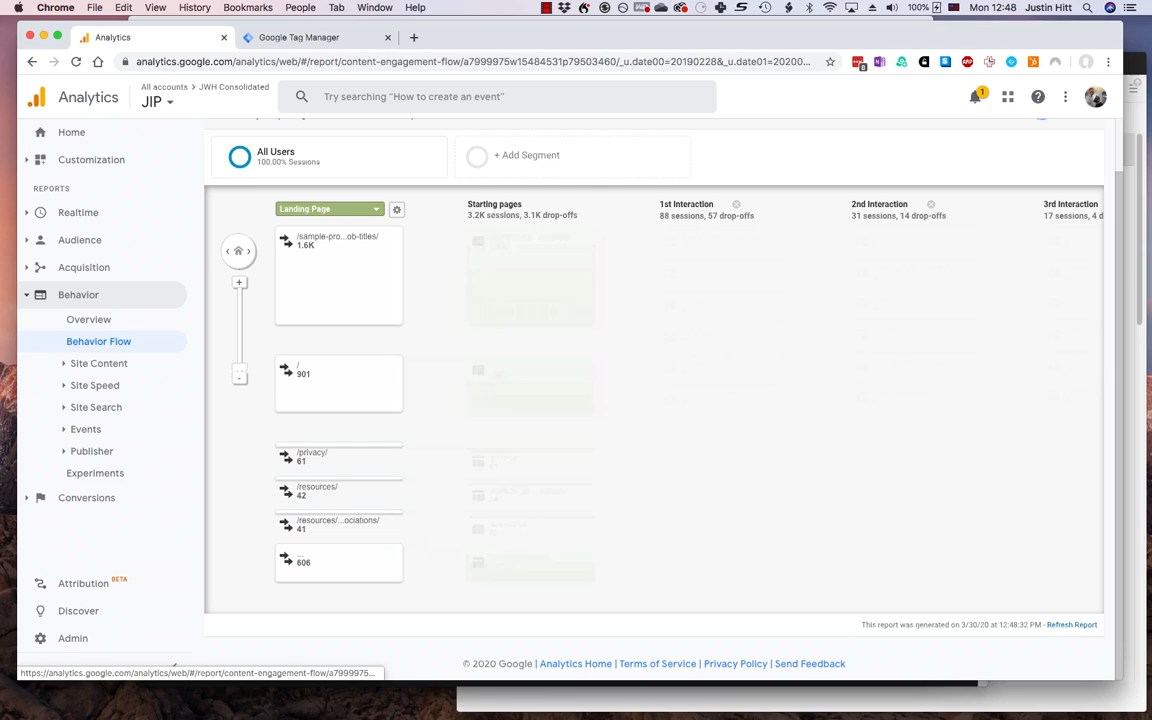 Chrome File Edit View History Bookmarks People Tab Window Help
100% Mon 12:48 Justin Hitt
Analytics
Google Tag Manager
analytics.google.com/analytics/web/#/report/content-engagement-flow/a7999975w15484531p79503460/_u.date00=20190228&_u.date01=20200...
Analytics
All accounts > JWH Consolidated
JIP
Try searching "How to create an event"
1
Home
Customization
REPORTS
Realtime
Audience
Acquisition
Behavior
Overview
Behavior Flow
Site Content
Site Speed
Site Search
Events
Publisher
Experiments
Conversions
Attribution BETA
Discover
Admin
All Users
100.00% Sessions
+ Add Segment
Landing Page
Starting pages
3.2K sessions, 3.1K drop-offs
1st Interaction
88 sessions, 57 drop-offs
2nd Interaction
31 sessions, 14 drop-offs
3rd Interaction
17 sessions, 4 d
/sample-pro...ob-titles/
1.6K
/
901
/privacy/
61
/resources/
42
/resources/...ociations/
41
...
606
+
-
This report was generated on 3/30/20 at 12:48:32 PM - Refresh Report
© 2020 Google | Analytics Home | Terms of Service | Privacy Policy | Send Feedback
https://analytics.google.com/analytics/web/#/report/content-engagement-flow/a7999975...